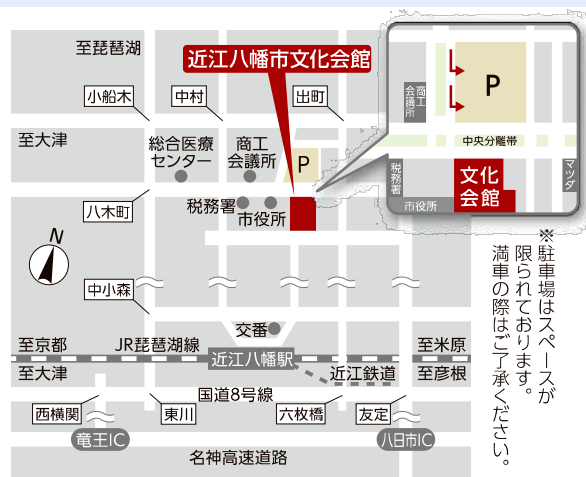 至琵琶湖
近江八幡市文化会館
小船木
中村
出町
至大津
総合医療
センター
商工
会議所
P
税務署
市役所
八木町
N
中小森
交番
至京都
JR琵琶湖線
近江八幡駅
至米原
至大津
近江鉄道
至彦根
国道8号線
西横関
東川
六枚橋
友定
竜王IC
八日市IC
名神高速道路
P
商工
会議所
中央分離帯
税務署
文化
会館
マツダ
市役所
※駐車場はスペースが
限られております。
満車の際はご了承ください。